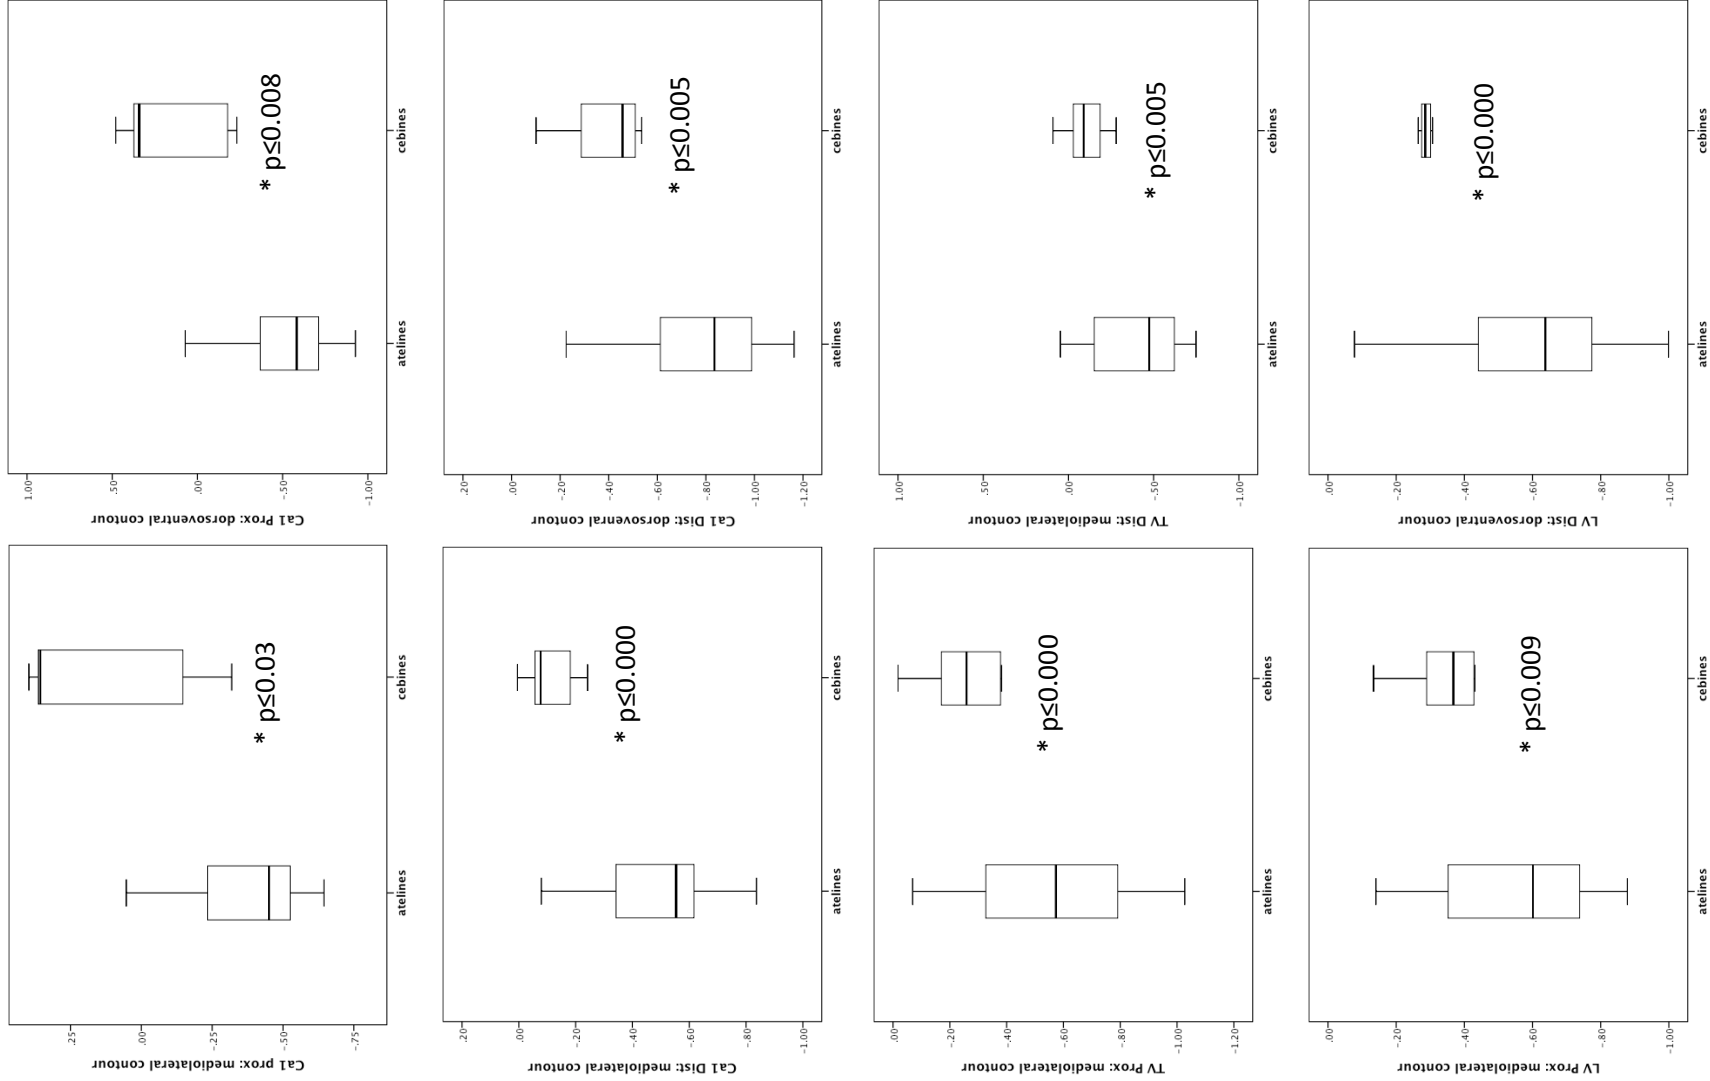 1.00
.50
.00
-.50
-1.00
Ca1 Prox: dorsoventral contour
atelines
cebines
* p≤0.008
.20
.00
-.20
-.40
-.60
-.80
-1.00
-1.20
Ca1 Dist: dorsoventral contour
atelines
cebines
* p≤0.005
1.00
.50
.00
-.50
-1.00
TV Dist: mediolateral contour
atelines
cebines
* p≤0.005
.00
-.20
-.40
-.60
-.80
-1.00
LV Dist: dorsoventral contour
atelines
cebines
* p≤0.000
.25
.00
-.25
-.50
-.75
Ca1 prox: mediolateral contour
atelines
cebines
* p≤0.03
.20
.00
-.20
-.40
-.60
-.80
-1.00
Ca1 Dist: mediolateral contour
atelines
cebines
* p≤0.000
.00
-.20
-.40
-.60
-.80
-1.00
-1.20
TV Prox: mediolateral contour
atelines
cebines
* p≤0.000
.00
-.20
-.40
-.60
-.80
-1.00
LV Prox: mediolateral contour
atelines
cebines
* p≤0.009